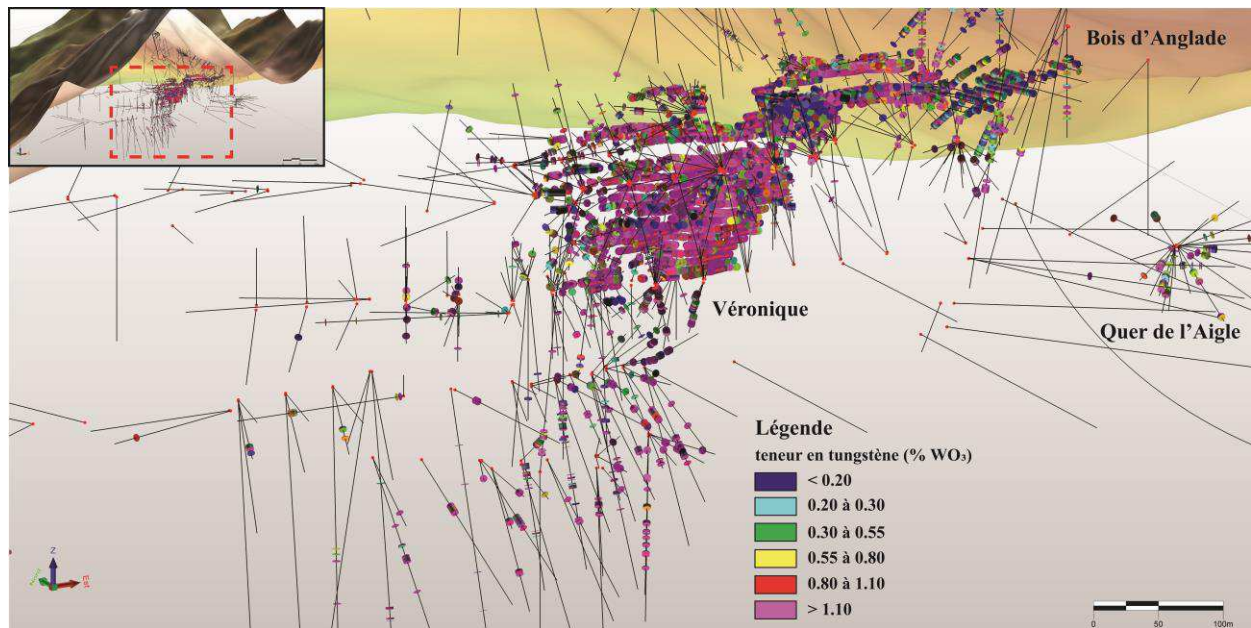 Bois d'Anglade
Véronique
Quer de l'Aigle
Légende
teneur en tungstène (% WO₃)
< 0.20
0.20 à 0.30
0.30 à 0.55
0.55 à 0.80
0.80 à 1.10
> 1.10
Z
Est
0 50 100m